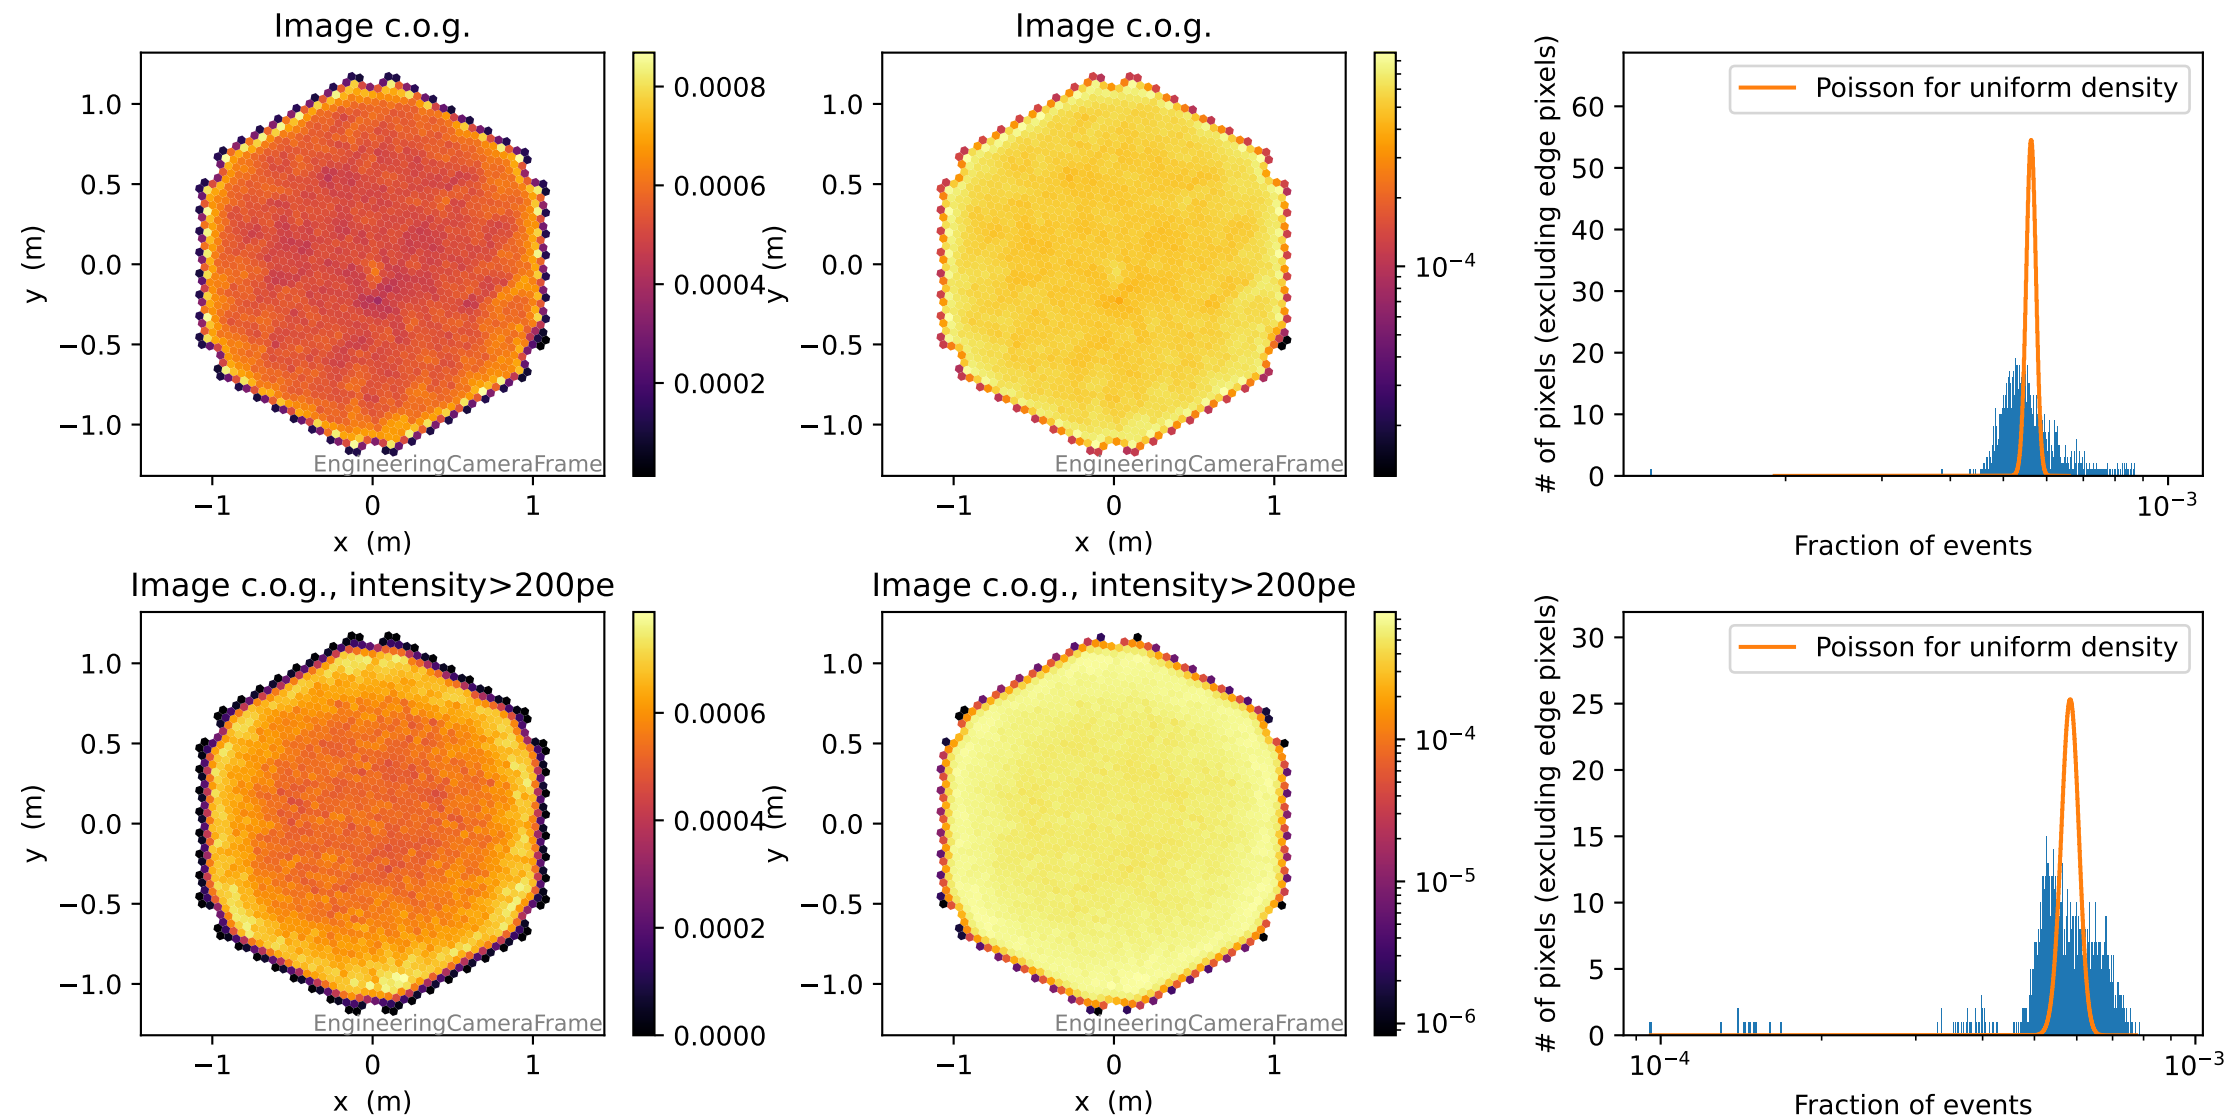 Image c.o.g.
y (m)
1.0
0.5
0.0
−0.5
−1.0
−1
0
1
x (m)
EngineeringCameraFrame
0.0008
0.0006
0.0004
0.0002
Image c.o.g.
y (m)
1.0
0.5
0.0
−0.5
−1.0
−1
0
1
x (m)
EngineeringCameraFrame
10⁻⁴
# of pixels (excluding edge pixels)
60
50
40
30
20
10
0
Poisson for uniform density
10⁻³
Fraction of events
Image c.o.g., intensity>200pe
y (m)
1.0
0.5
0.0
−0.5
−1.0
−1
0
1
x (m)
EngineeringCameraFrame
0.0006
0.0004
0.0002
0.0000
Image c.o.g., intensity>200pe
y (m)
1.0
0.5
0.0
−0.5
−1.0
−1
0
1
x (m)
EngineeringCameraFrame
10⁻⁴
10⁻⁵
10⁻⁶
# of pixels (excluding edge pixels)
30
25
20
15
10
5
0
Poisson for uniform density
10⁻⁴
10⁻³
Fraction of events